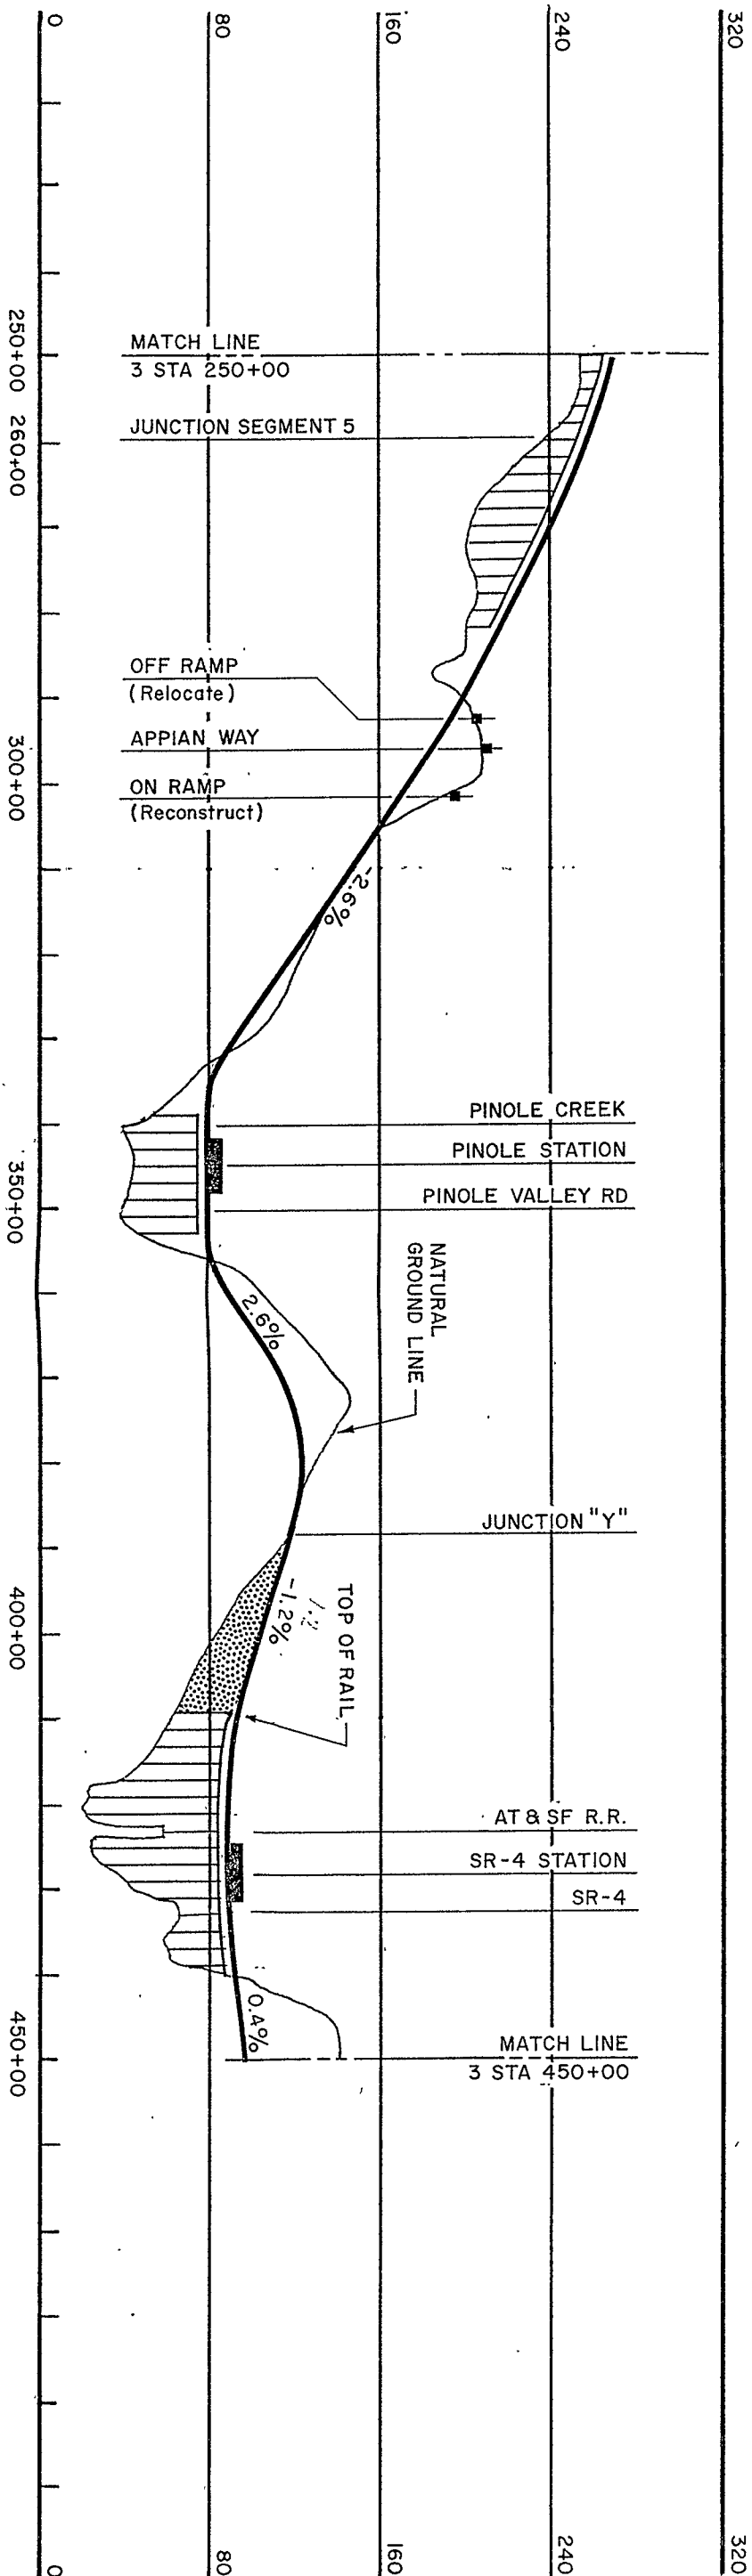 0
80
160
240
320
250+00
260+00
300+00
350+00
400+00
450+00
MATCH LINE
3 STA 250+00
JUNCTION SEGMENT 5
OFF RAMP
(Relocate)
APPIAN WAY
ON RAMP
(Reconstruct)
-2.6%
PINOLE CREEK
PINOLE STATION
PINOLE VALLEY RD
NATURAL
GROUND LINE
2.6%
JUNCTION "Y"
TOP OF RAIL
-1.2%
AT & SF R.R.
SR-4 STATION
SR-4
0.4%
MATCH LINE
3 STA 450+00
0
80
160
240
320